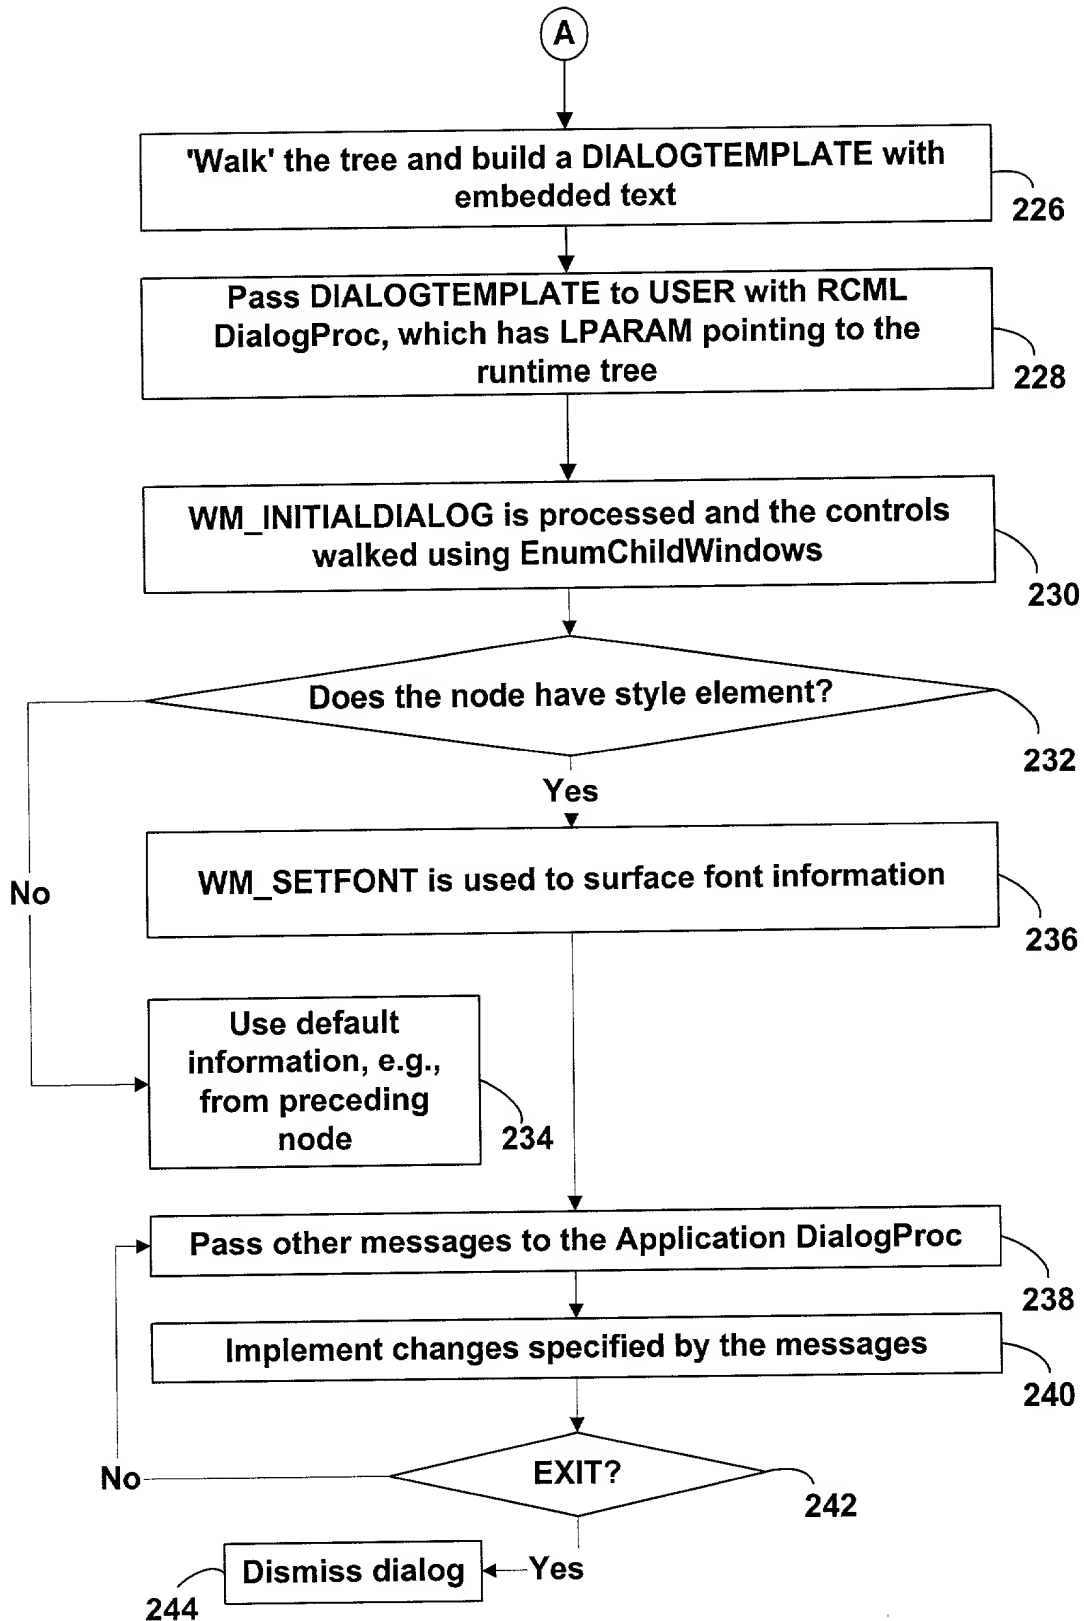 A
'Walk' the tree and build a DIALOGTEMPLATE with
embedded text
226
Pass DIALOGTEMPLATE to USER with RCML
DialogProc, which has LPARAM pointing to the
runtime tree
228
WM_INITIALDIALOG is processed and the controls
walked using EnumChildWindows
230
Does the node have style element?
232
Yes
No
WM_SETFONT is used to surface font information
236
Use default
information, e.g.,
from preceding
node
234
Pass other messages to the Application DialogProc
238
Implement changes specified by the messages
240
No
EXIT?
242
Dismiss dialog
Yes
244